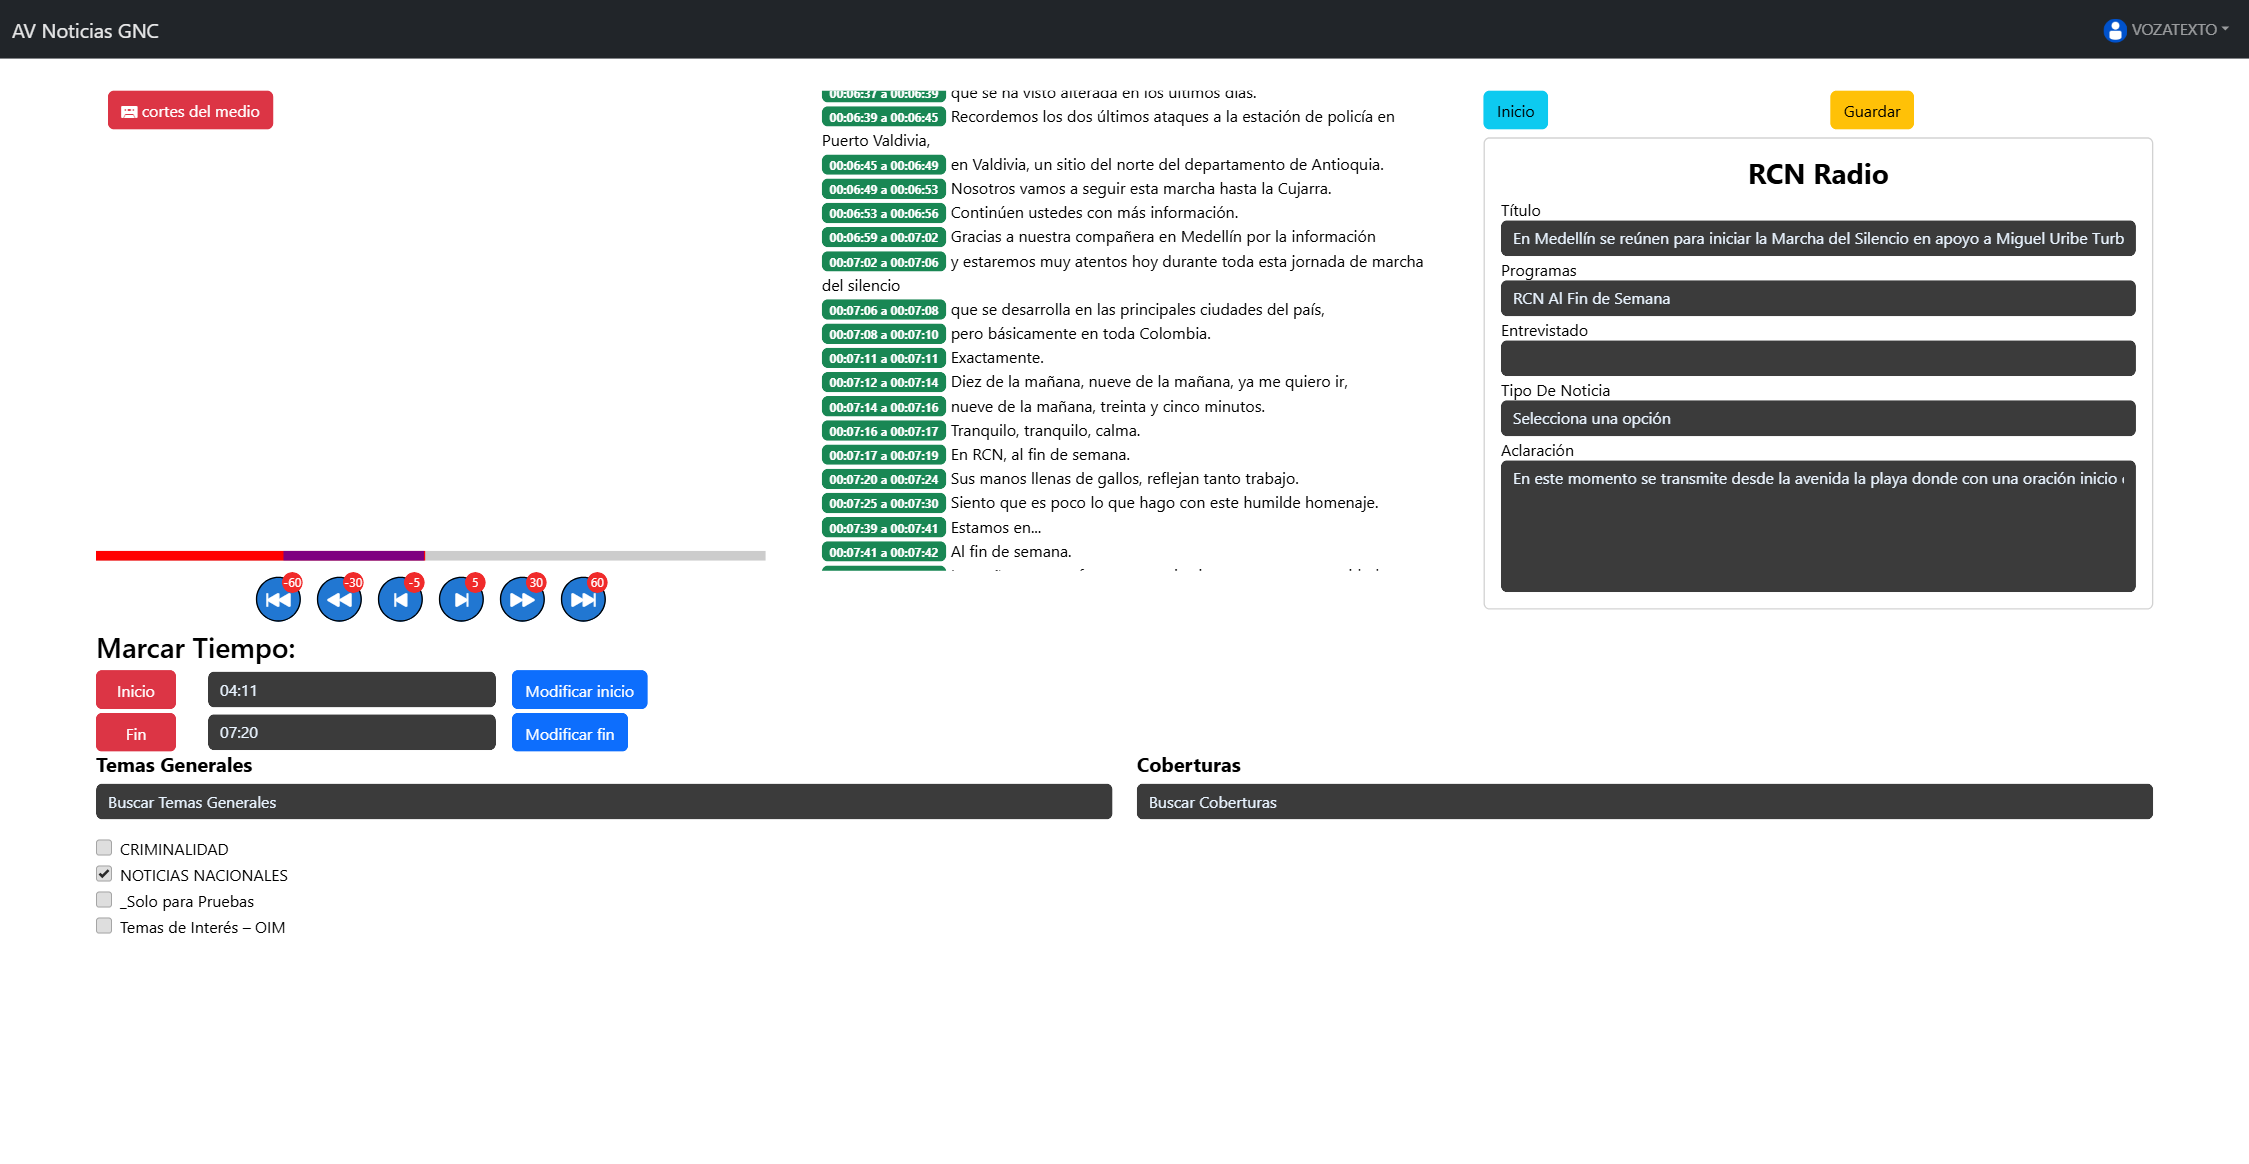 AV Noticias GNC
VOZATEXTO
cortes del medio
-60
-30
-5
5
30
60
Marcar Tiempo:
Inicio 04:11 Modificar inicio
Fin 07:20 Modificar fin
00:06:37 a 00:06:39 que se ha visto alterada en los últimos días.
00:06:39 a 00:06:45 Recordemos los dos últimos ataques a la estación de policía en
Puerto Valdivia,
00:06:45 a 00:06:49 en Valdivia, un sitio del norte del departamento de Antioquia.
00:06:49 a 00:06:53 Nosotros vamos a seguir esta marcha hasta la Cujarra.
00:06:53 a 00:06:56 Continúen ustedes con más información.
00:06:59 a 00:07:02 Gracias a nuestra compañera en Medellín por la información
00:07:02 a 00:07:06 y estaremos muy atentos hoy durante toda esta jornada de marcha
del silencio
00:07:06 a 00:07:08 que se desarrolla en las principales ciudades del país,
00:07:08 a 00:07:10 pero básicamente en toda Colombia.
00:07:11 a 00:07:11 Exactamente.
00:07:12 a 00:07:14 Diez de la mañana, nueve de la mañana, ya me quiero ir,
00:07:14 a 00:07:16 nueve de la mañana, treinta y cinco minutos.
00:07:16 a 00:07:17 Tranquilo, tranquilo, calma.
00:07:17 a 00:07:19 En RCN, al fin de semana.
00:07:20 a 00:07:24 Sus manos llenas de gallos, reflejan tanto trabajo.
00:07:25 a 00:07:30 Siento que es poco lo que hago con este humilde homenaje.
00:07:39 a 00:07:41 Estamos en...
00:07:41 a 00:07:42 Al fin de semana.
Inicio
Guardar
RCN Radio
Título
En Medellín se reúnen para iniciar la Marcha del Silencio en apoyo a Miguel Uribe Turb
Programas
RCN Al Fin de Semana
Entrevistado
Tipo De Noticia
Selecciona una opción
Aclaración
En este momento se transmite desde la avenida la playa donde con una oración inicio
Temas Generales
Buscar Temas Generales
CRIMINALIDAD
NOTICIAS NACIONALES
_Solo para Pruebas
Temas de Interés – OIM
Coberturas
Buscar Coberturas